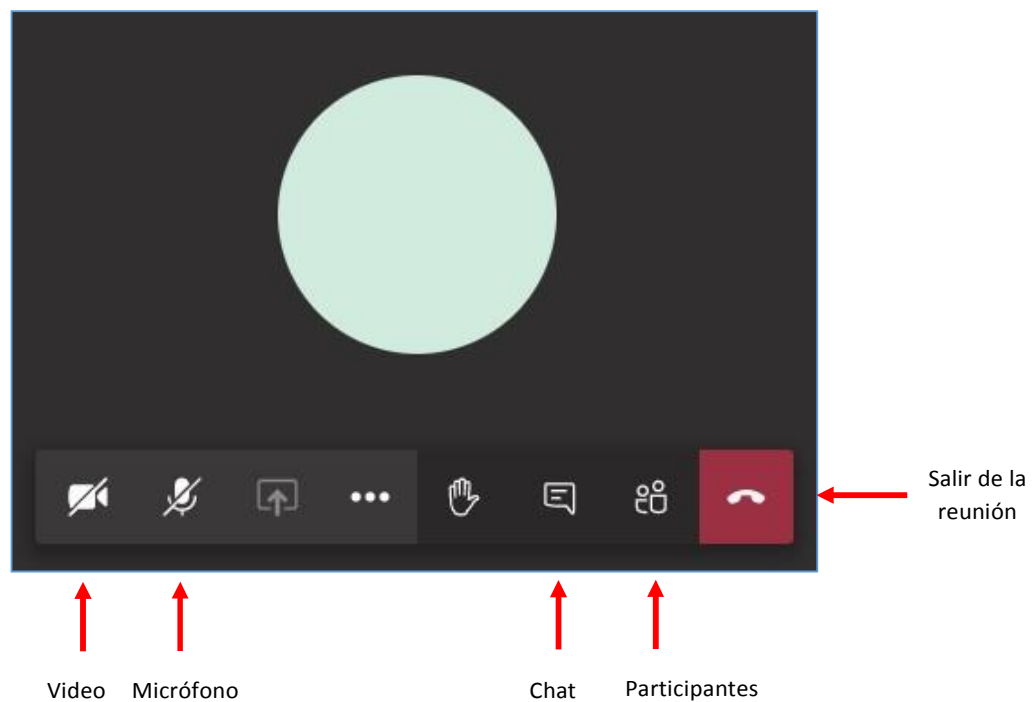 Salir de la
reunión
Video
Micrófono
Chat
Participantes